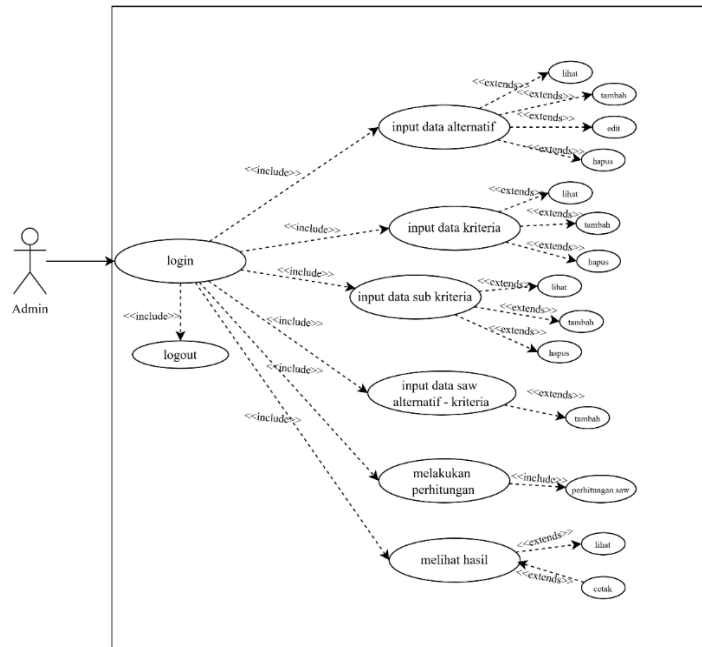 <<extends>>
lihat
<<extends>>
tambah
input data alternatif
<<extends>>
edit
<<extends>>
hapus
<<include>>
<<extends>>
lihat
<<include>>
input data kriteria
<<extends>>
tambah
<<extends>>
hapus
Admin
login
<<include>>
input data sub kriteria
<<extends>>
lihat
<<extends>>
tambah
<<extends>>
hapus
<<include>>
logout
<<include>>
input data saw
alternatif - kriteria
<<extends>>
tambah
<<include>>
melakukan
perhitungan
<<include>>
perhitungan saw
<<include>>
melihat hasil
<<extends>>
lihat
<<extends>>
cetak